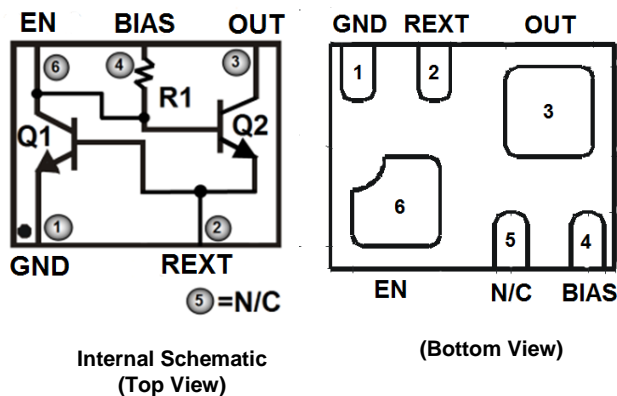 EN BIAS OUT
6 4 3
R1
Q1 Q2
1 2
GND REXT
5 =N/C
Internal Schematic
(Top View)
GND REXT OUT
1 2 3
6
5 4
EN N/C BIAS
(Bottom View)